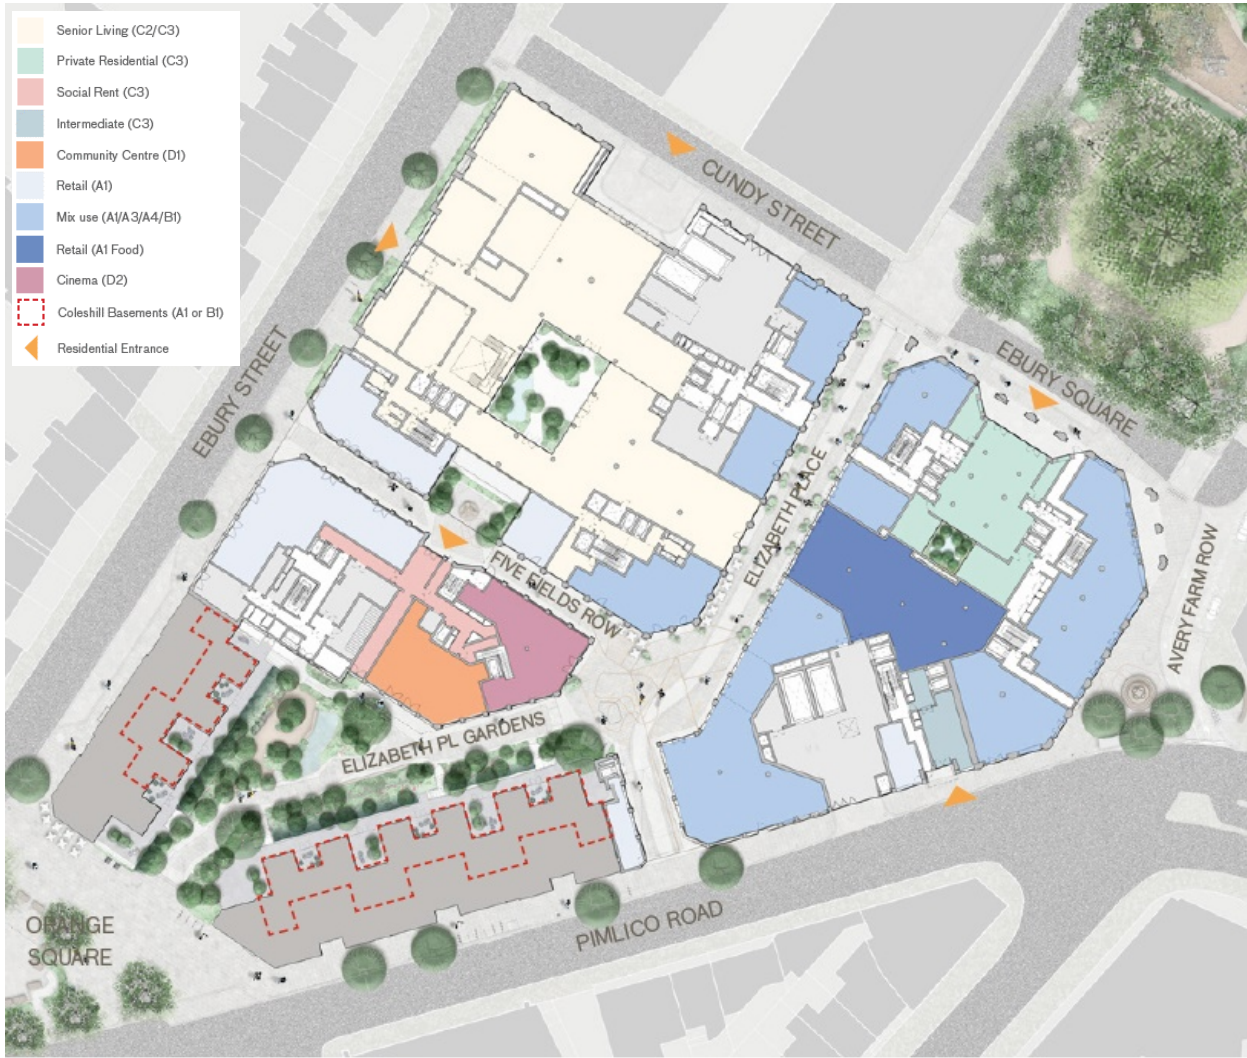 Senior Living (C2/C3)
Private Residential (C3)
Social Rent (C3)
Intermediate (C3)
Community Centre (D1)
Retail (A1)
Mix use (A1/A3/A4/B1)
Retail (A1 Food)
Cinema (D2)
Coleshill Basements (A1 or B1)
Residential Entrance
CUNDY STREET
EBURY STREET
EBURY SQUARE
ELIZABETH PLACE
AVERY FARM ROW
FIVE FIELDS ROW
ELIZABETH PL GARDENS
ORANGE
SQUARE
PIMLICO ROAD